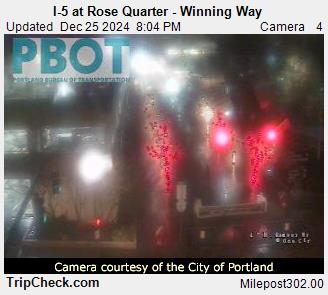 I-5 at Rose Quarter - Winning Way
Updated Dec 25 2024 8:04 PM Camera 4
PBOT
PORTLAND BUREAU OF TRANSPORTATION
Camera courtesy of the City of Portland
TripCheck.com Milepost302.00